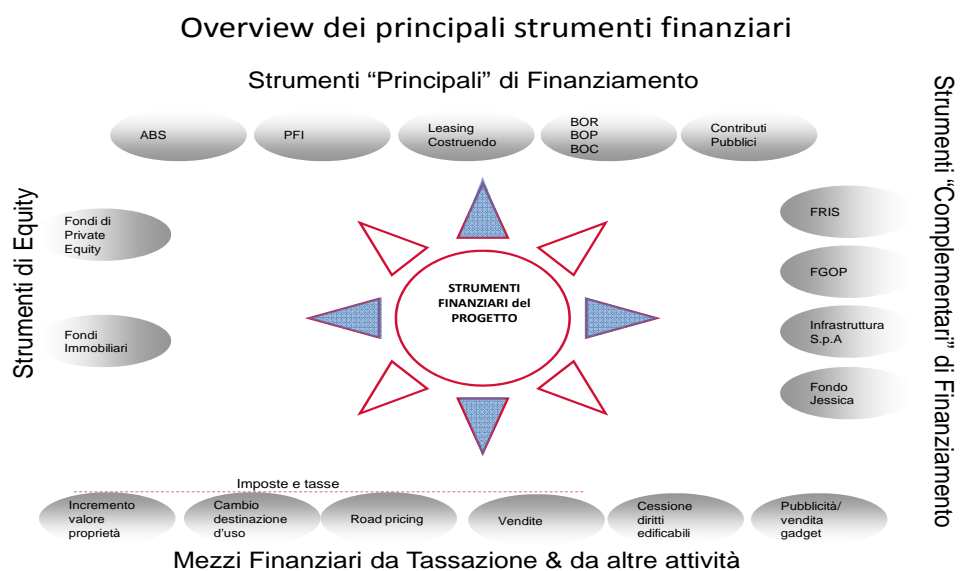 Overview dei principali strumenti finanziari
Strumenti “Principali” di Finanziamento
ABS
PFI
Leasing
Costruendo
BOR
BOP
BOC
Contributi
Pubblici
Strumenti di Equity
Fondi di
Private
Equity
Fondi
Immobiliari
STRUMENTI
FINANZIARI del
PROGETTO
FRIS
FGOP
Infrastruttura
S.p.A
Fondo
Jessica
Strumenti “Complementari” di Finanziamento
Imposte e tasse
Incremento
valore
proprietà
Cambio
destinazione
d’uso
Road pricing
Vendite
Cessione
diritti
edificabili
Pubblicità/
vendita
gadget
Mezzi Finanziari da Tassazione & da altre attività